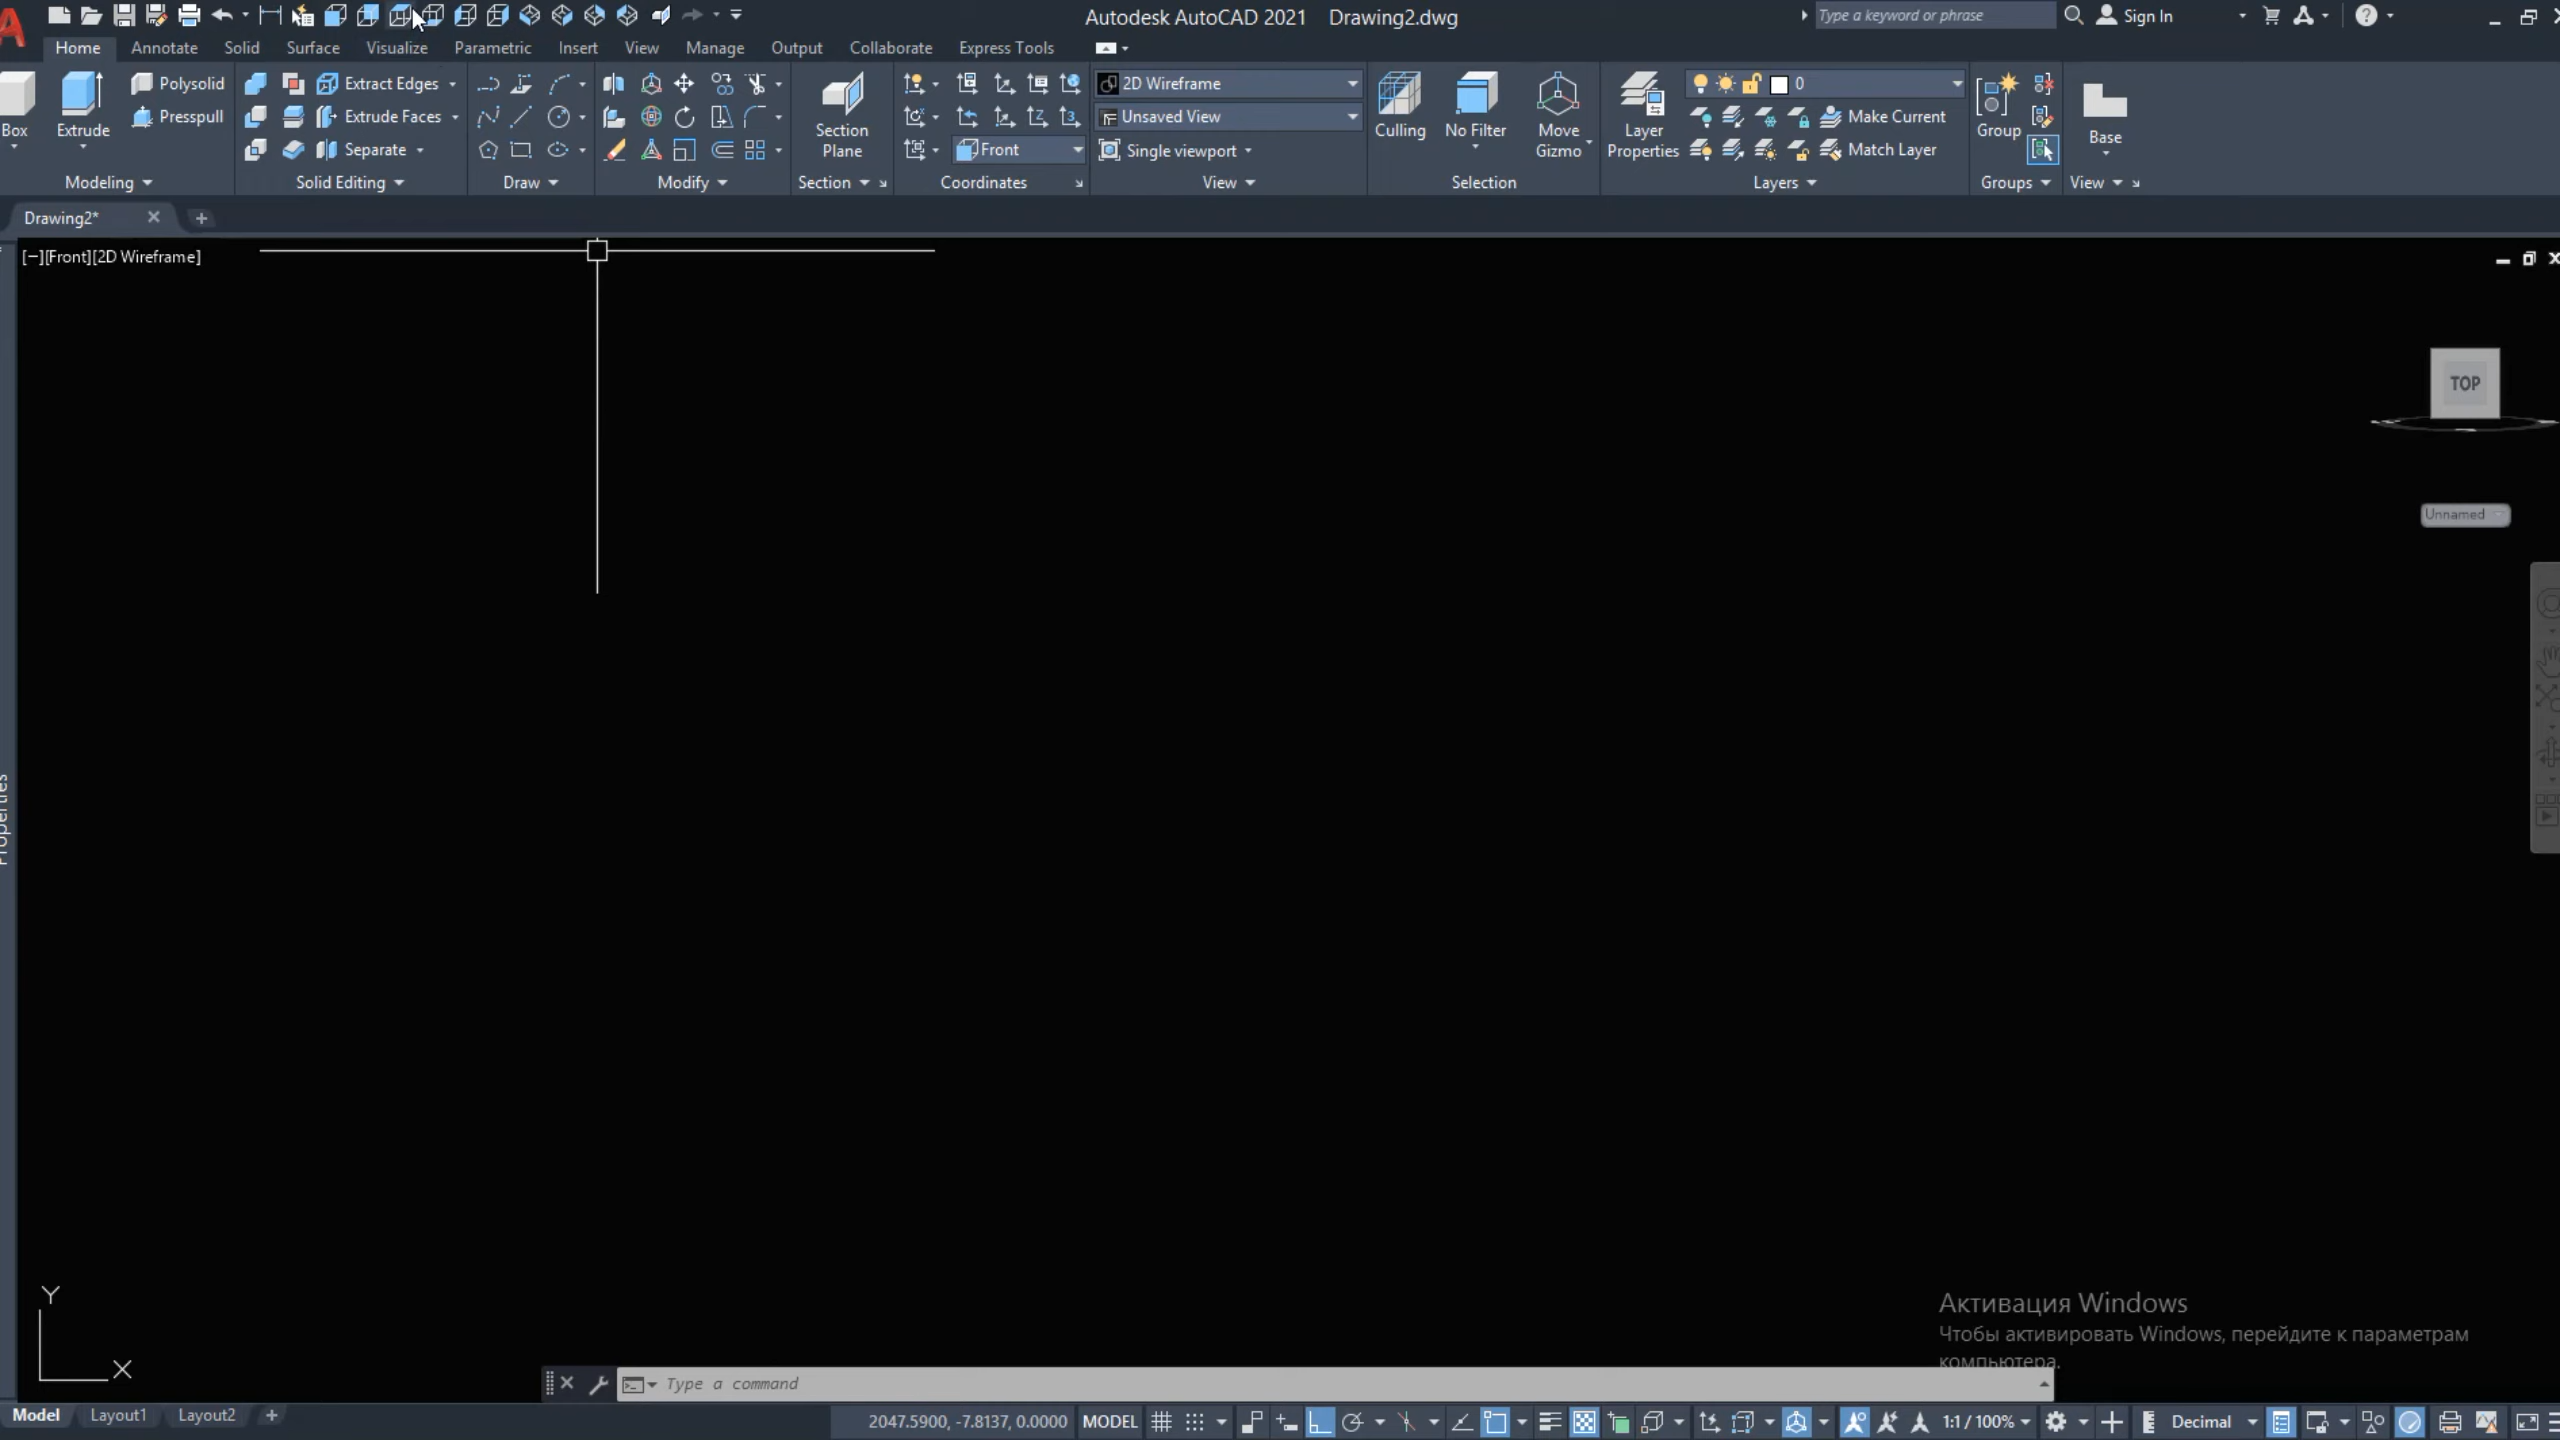 Autodesk AutoCAD 2021 Drawing2.dwg
Type a keyword or phrase
Sign In
Home Annotate Solid Surface Visualize Parametric Insert View Manage Output Collaborate Express Tools
Box
Extrude
Polysolid
Presspull
Modeling
Extract Edges
Extrude Faces
Separate
Solid Editing
Draw
Modify
Section
Plane
Section
Front
Coordinates
2D Wireframe
Unsaved View
Single viewport
View
Culling
No Filter
Move
Gizmo
Selection
Layer
Properties
0
Make Current
Match Layer
Layers
Group
Groups
Base
View
Drawing2*
[−][Front][2D Wireframe]
TOP
Unnamed
Properties
Y
X
Активация Windows
Чтобы активировать Windows, перейдите к параметрам
компьютера.
Type a command
Model Layout1 Layout2
2047.5900, -7.8137, 0.0000 MODEL 1:1 / 100% Decimal